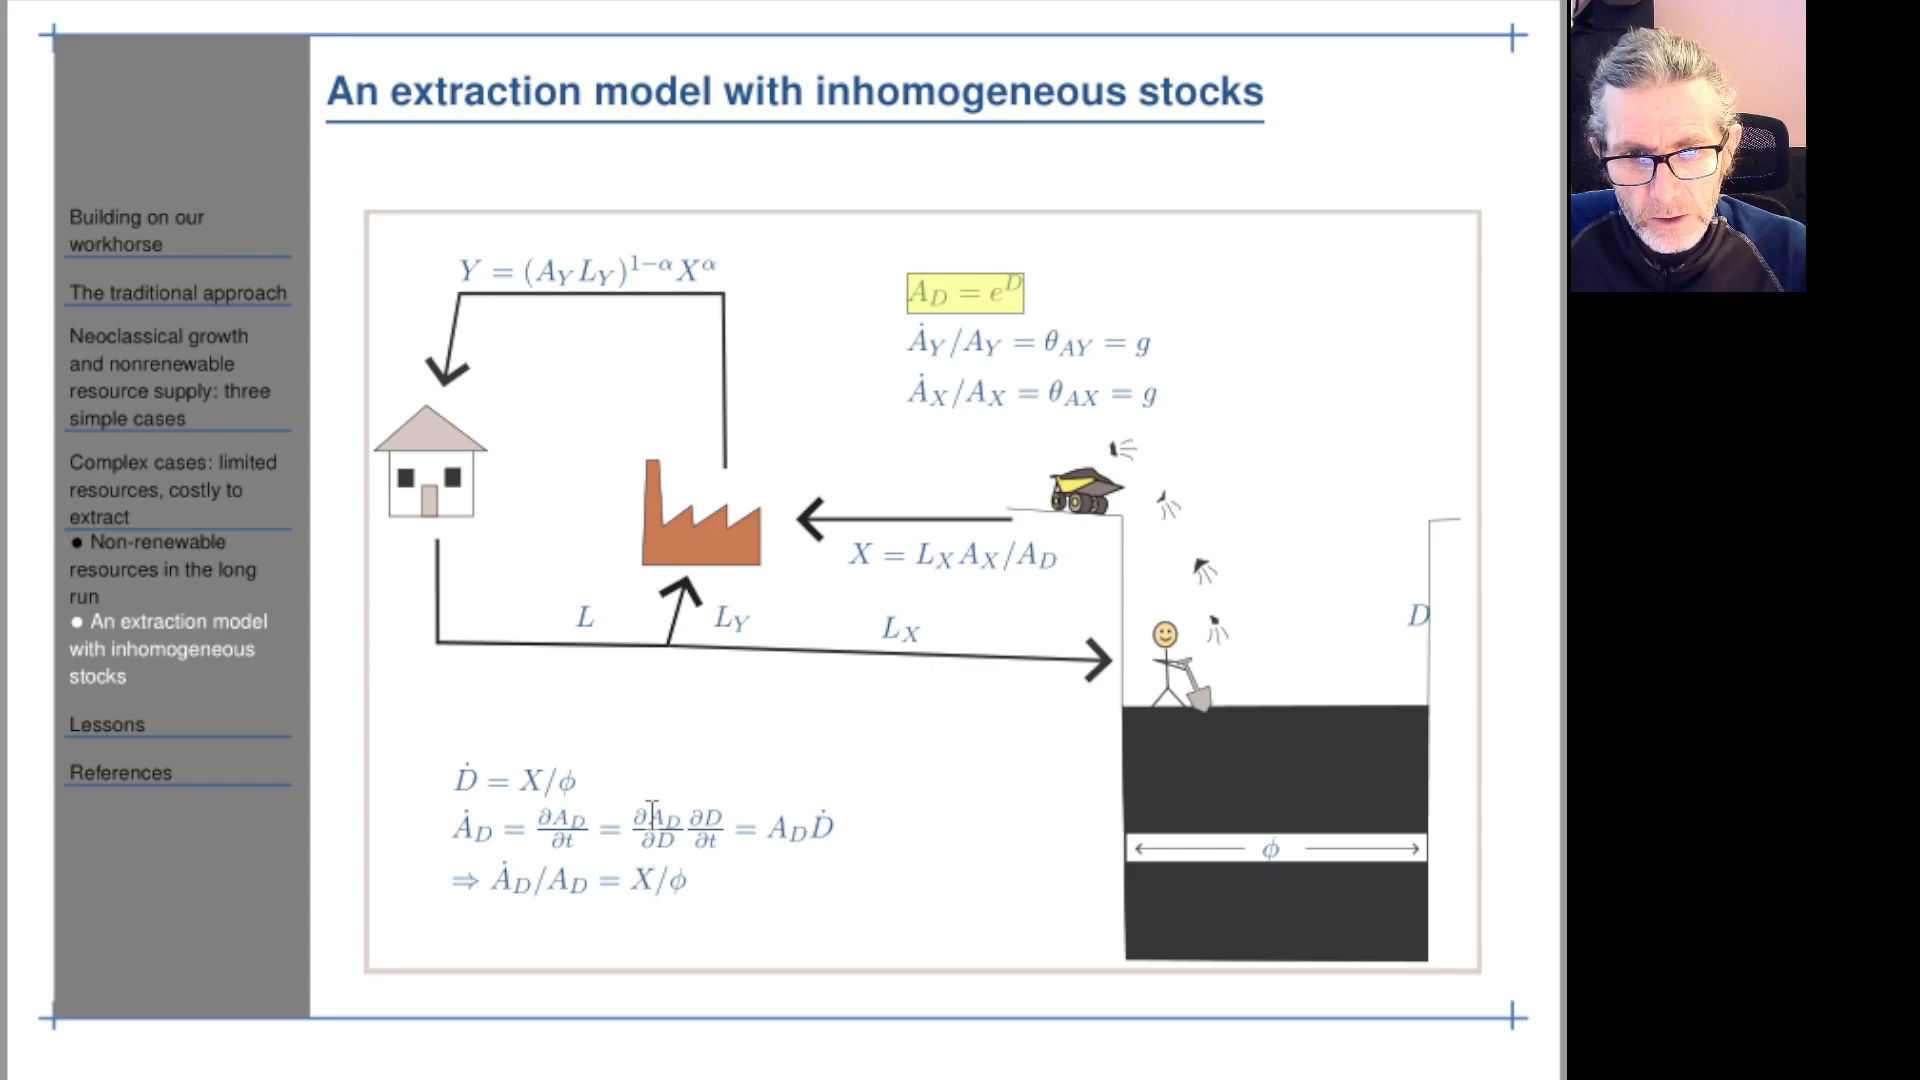 An extraction model with inhomogeneous stocks
Building on our
workhorse
The traditional approach
Neoclassical growth
and nonrenewable
resource supply: three
simple cases
Complex cases: limited
resources, costly to
extract
● Non-renewable
resources in the long
run
● An extraction model
with inhomogeneous
stocks
Lessons
References
Y = (A_Y L_Y)^{1−α} X^α
A_D = e^D
Ȧ_Y/A_Y = θ_{AY} = g
Ȧ_X/A_X = θ_{AX} = g
X = L_X A_X/A_D
L
L_Y
L_X
D
Ḋ = X/ϕ
Ȧ_D = ∂A_D/∂t = ∂A_D/∂D ∂D/∂t = A_D Ḋ
⇒ Ȧ_D/A_D = X/ϕ
ϕ